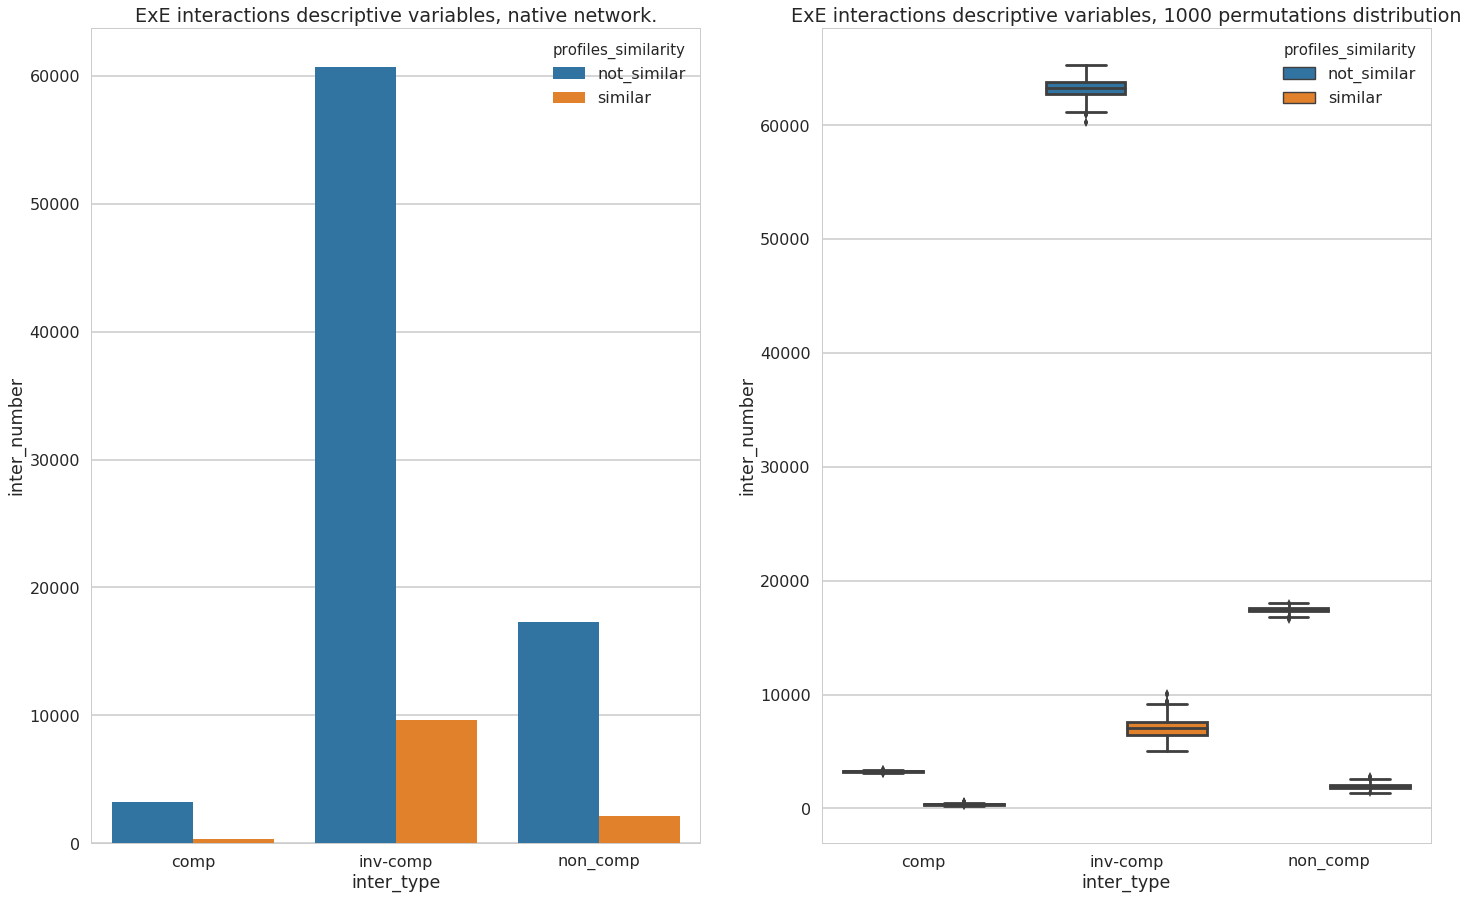 ExE interactions descriptive variables, native network.
profiles_similarity
not_similar
similar
60000
50000
40000
30000
20000
10000
0
inter_number
comp
inv-comp
non_comp
inter_type
ExE interactions descriptive variables, 1000 permutations distribution
profiles_similarity
not_similar
similar
60000
50000
40000
30000
20000
10000
0
inter_number
comp
inv-comp
non_comp
inter_type